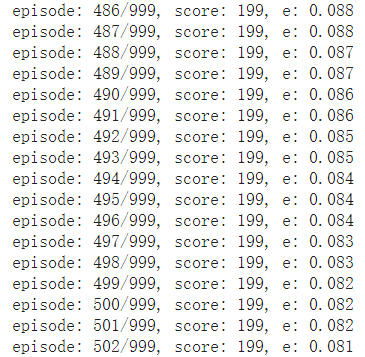 episode: 486/999, score: 199, e: 0.088
episode: 487/999, score: 199, e: 0.088
episode: 488/999, score: 199, e: 0.087
episode: 489/999, score: 199, e: 0.087
episode: 490/999, score: 199, e: 0.086
episode: 491/999, score: 199, e: 0.086
episode: 492/999, score: 199, e: 0.085
episode: 493/999, score: 199, e: 0.085
episode: 494/999, score: 199, e: 0.084
episode: 495/999, score: 199, e: 0.084
episode: 496/999, score: 199, e: 0.084
episode: 497/999, score: 199, e: 0.083
episode: 498/999, score: 199, e: 0.083
episode: 499/999, score: 199, e: 0.082
episode: 500/999, score: 199, e: 0.082
episode: 501/999, score: 199, e: 0.082
episode: 502/999, score: 199, e: 0.081